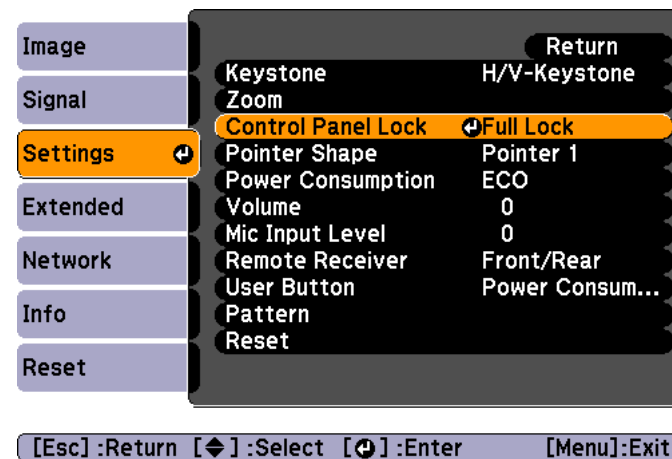 Image
Signal
Settings
Extended
Network
Info
Reset
Return
Keystone H/V-Keystone
Zoom
Control Panel Lock Full Lock
Pointer Shape Pointer 1
Power Consumption ECO
Volume 0
Mic Input Level 0
Remote Receiver Front/Rear
User Button Power Consum...
Pattern
Reset
[Esc] :Return [◆] :Select [⏎] :Enter [Menu]:Exit